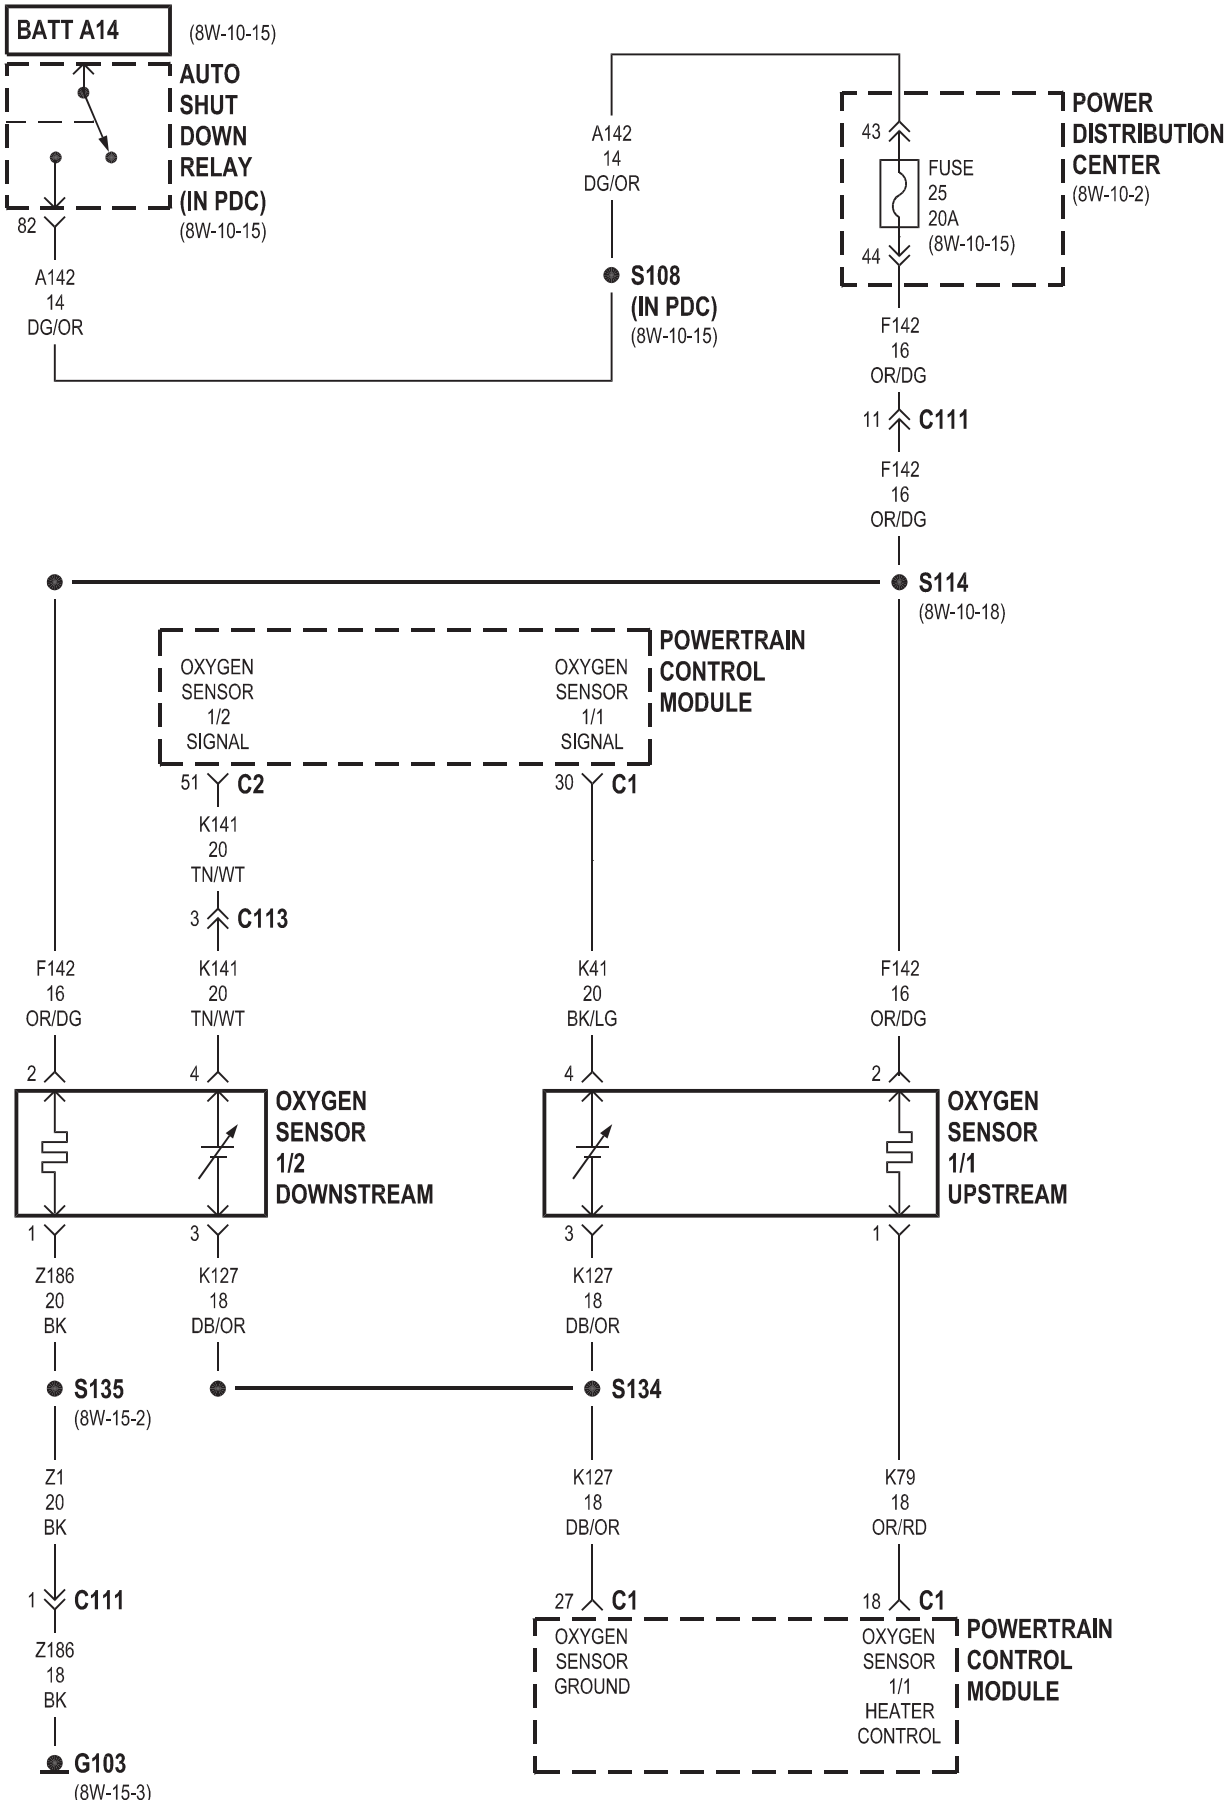 BATT A14
(8W-10-15)
AUTO
SHUT
DOWN
RELAY
(IN PDC)
(8W-10-15)
82
A142
14
DG/OR
A142
14
DG/OR
S108
(IN PDC)
(8W-10-15)
POWER
DISTRIBUTION
CENTER
(8W-10-2)
43
FUSE
25
20A
(8W-10-15)
44
F142
16
OR/DG
11
C111
F142
16
OR/DG
S114
(8W-10-18)
POWERTRAIN
CONTROL
MODULE
OXYGEN
SENSOR
1/2
SIGNAL
OXYGEN
SENSOR
1/1
SIGNAL
51
C2
30
C1
K141
20
TN/WT
3
C113
F142
16
OR/DG
K141
20
TN/WT
K41
20
BK/LG
F142
16
OR/DG
2
4
4
2
OXYGEN
SENSOR
1/2
DOWNSTREAM
OXYGEN
SENSOR
1/1
UPSTREAM
1
3
3
1
Z186
20
BK
K127
18
DB/OR
K127
18
DB/OR
S135
(8W-15-2)
S134
Z1
20
BK
K127
18
DB/OR
K79
18
OR/RD
1
C111
27
C1
18
C1
Z186
18
BK
OXYGEN
SENSOR
GROUND
OXYGEN
SENSOR
1/1
HEATER
CONTROL
POWERTRAIN
CONTROL
MODULE
G103
(8W-15-3)